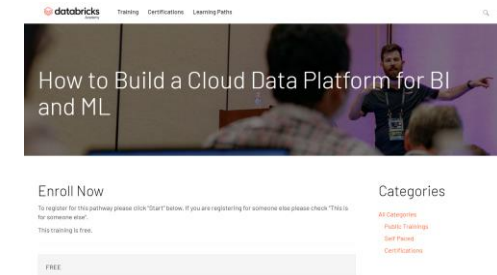 databricks
Academy
Training
Certifications
Learning Paths
How to Build a Cloud Data Platform for BI
and ML
Enroll Now
To register for this pathway please click "Start" below. If you are registering for someone else please check "This is
for someone else".
This training is free.
FREE
Categories
All Categories
Public Trainings
Self Paced
Certifications